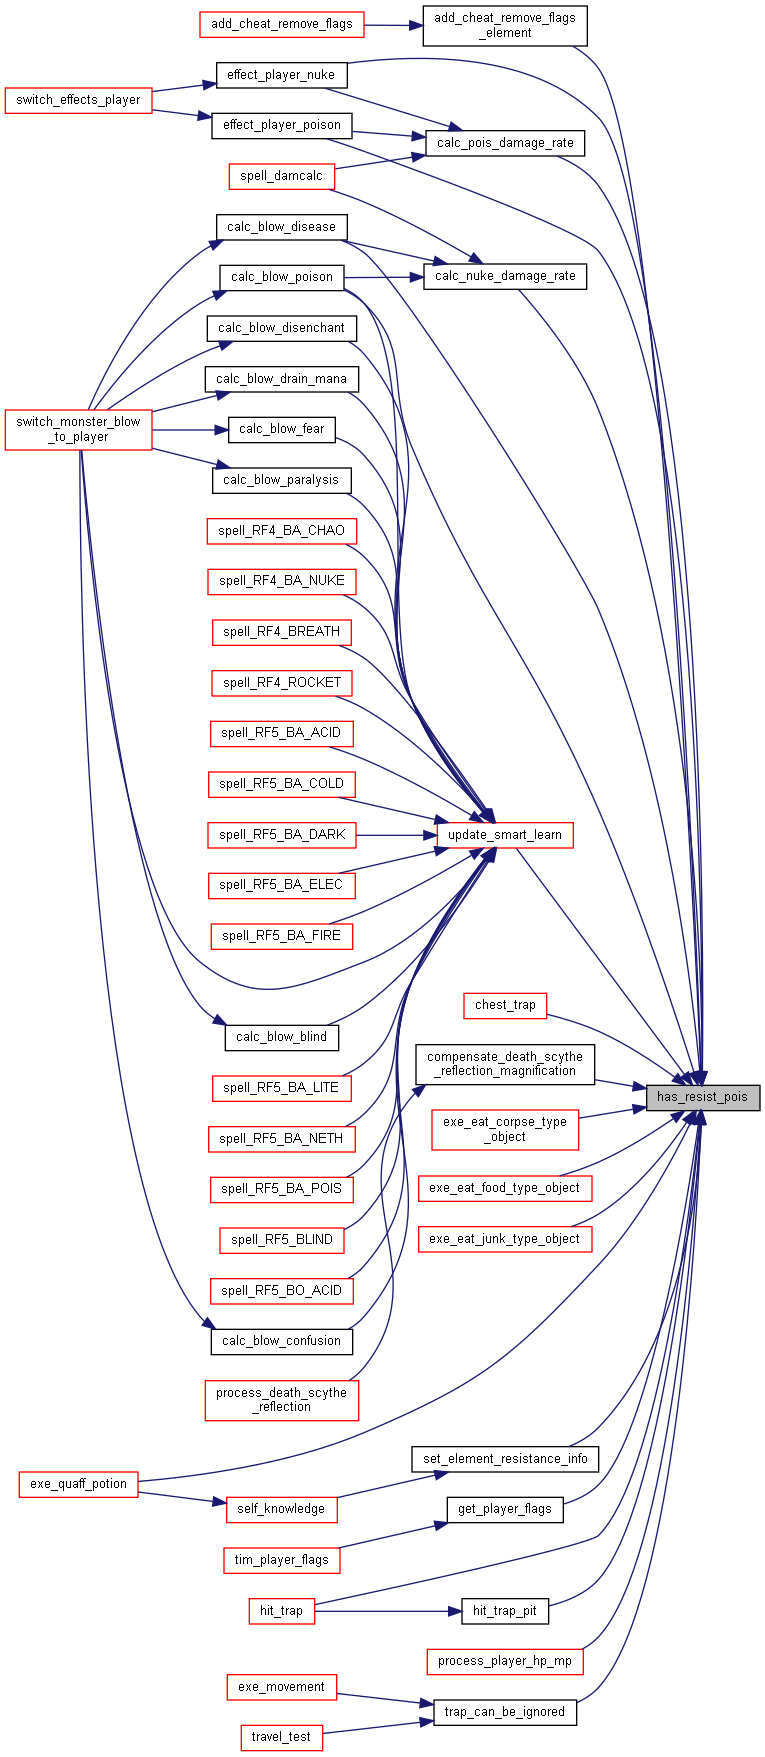 add_cheat_remove_flags
add_cheat_remove_flags
_element
effect_player_nuke
switch_effects_player
effect_player_poison
calc_pois_damage_rate
spell_damcalc
calc_blow_disease
calc_blow_poison
calc_nuke_damage_rate
calc_blow_disenchant
calc_blow_drain_mana
switch_monster_blow
_to_player
calc_blow_fear
calc_blow_paralysis
spell_RF4_BA_CHAO
spell_RF4_BA_NUKE
spell_RF4_BREATH
spell_RF4_ROCKET
spell_RF5_BA_ACID
spell_RF5_BA_COLD
spell_RF5_BA_DARK
update_smart_learn
spell_RF5_BA_ELEC
spell_RF5_BA_FIRE
chest_trap
calc_blow_blind
compensate_death_scythe
_reflection_magnification
spell_RF5_BA_LITE
has_resist_pois
exe_eat_corpse_type
_object
spell_RF5_BA_NETH
spell_RF5_BA_POIS
exe_eat_food_type_object
spell_RF5_BLIND
exe_eat_junk_type_object
spell_RF5_BO_ACID
calc_blow_confusion
process_death_scythe
_reflection
set_element_resistance_info
exe_quaff_potion
self_knowledge
get_player_flags
tim_player_flags
hit_trap
hit_trap_pit
process_player_hp_mp
exe_movement
trap_can_be_ignored
travel_test